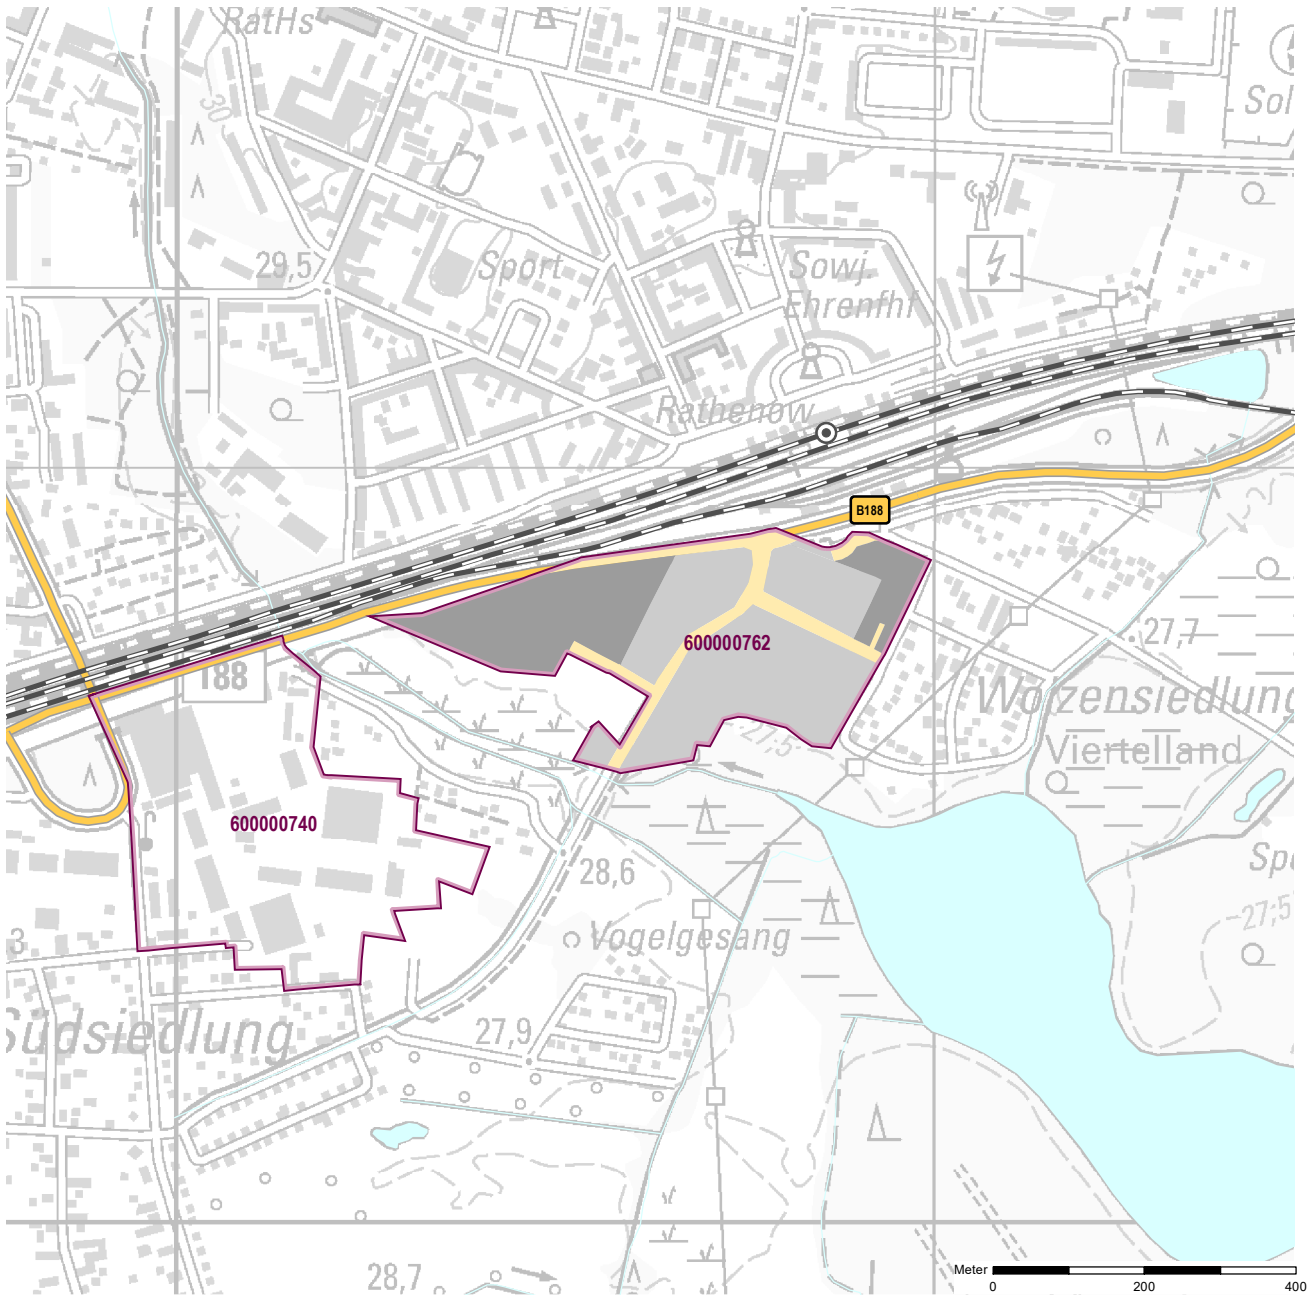 RatHs
30
Sol
29,5
Sport
Sowj.
Ehrenfhf
Rathenow
B188
27,7
188
600000762
Wolzensiedlung
Viertelland
27,5
600000740
28,6
Spo
27,5
3
Vogelgesang
27,9
Südsiedlung
28,7
Meter
0
200
400